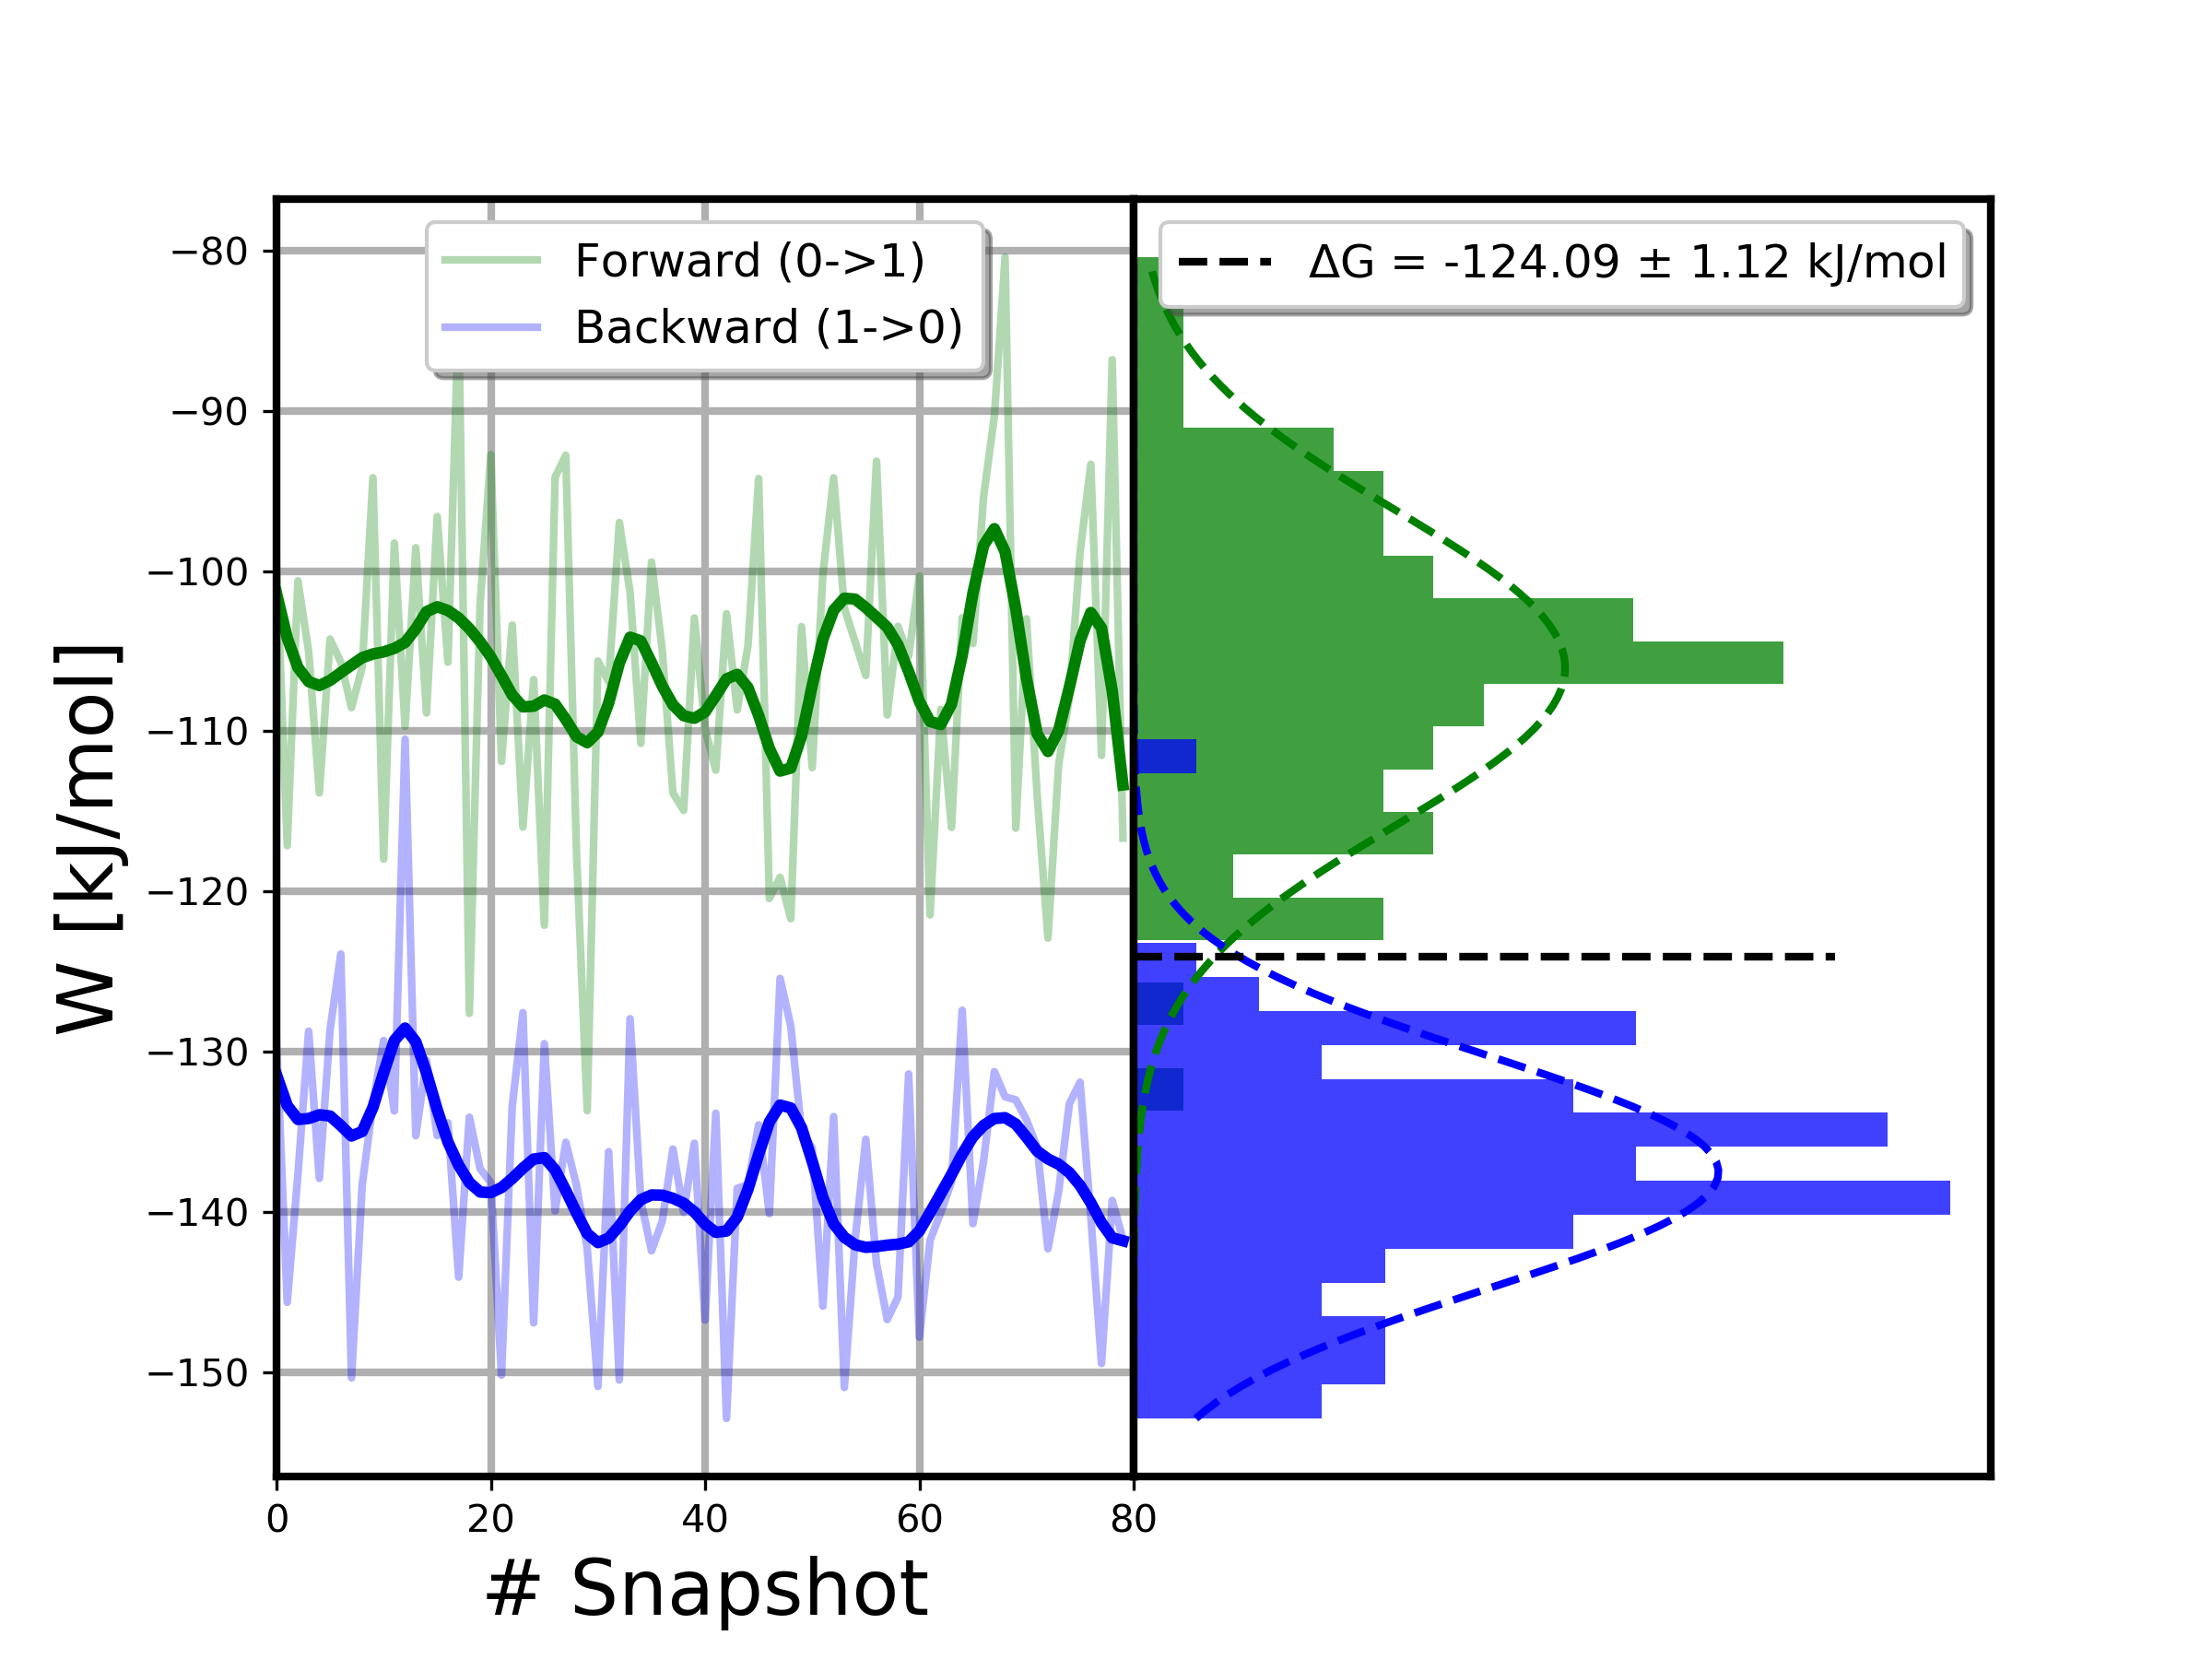 Forward (0->1)
Backward (1->0)
ΔG = -124.09 ± 1.12 kJ/mol
W [kJ/mol]
−80
−90
−100
−110
−120
−130
−140
−150
0 20 40 60 80
# Snapshot